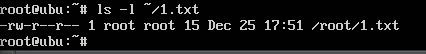 root@ubu:~# ls -l ~/1.txt
-rw-r--r-- 1 root root 15 Dec 25 17:51 /root/1.txt
root@ubu:~#